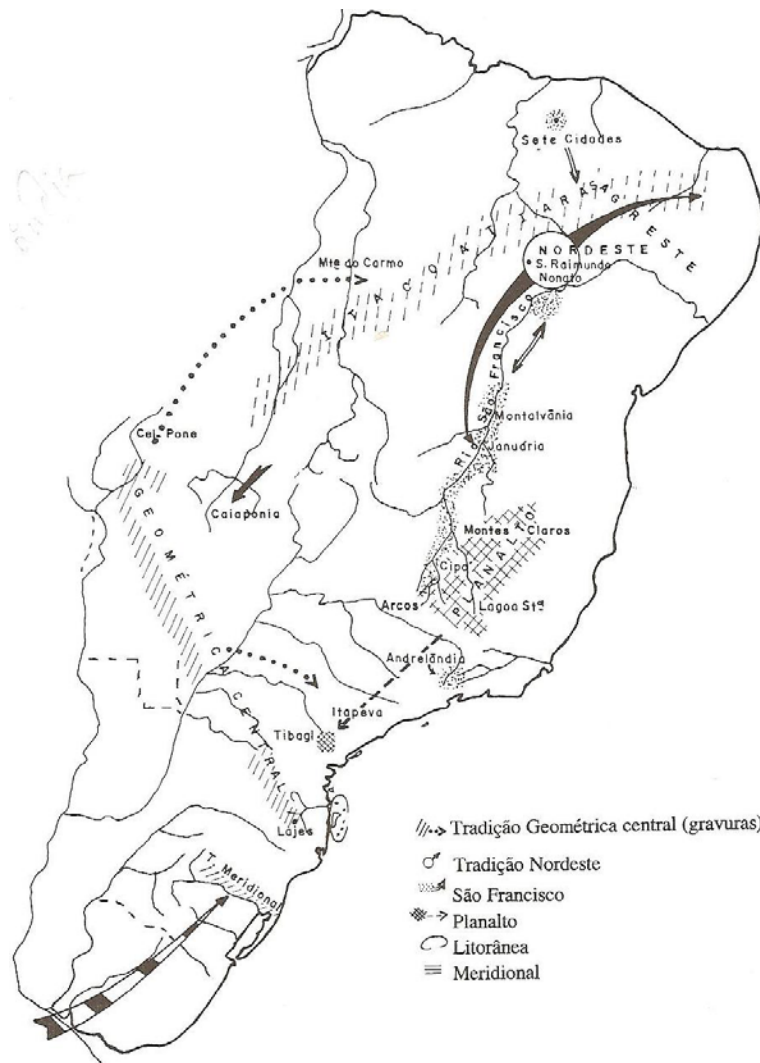 Sete Cidades
ITACOATIARAS
AGRESTE
NORDESTE
S. Raimundo
Nonato
Mte do Carmo
Rio São Francisco
Montalvânia
Januária
Cel. Pone
Caiaponia
GEOMÉTRICA CENTRAL
Montes Claros
PLANALTO
Cipó
Arcos
Lagoa Stª
Andrelândia
Itapeva
Tibagi
Lajes
T. Meridional
Tradição Geométrica central (gravuras)
Tradição Nordeste
São Francisco
Planalto
Litorânea
Meridional